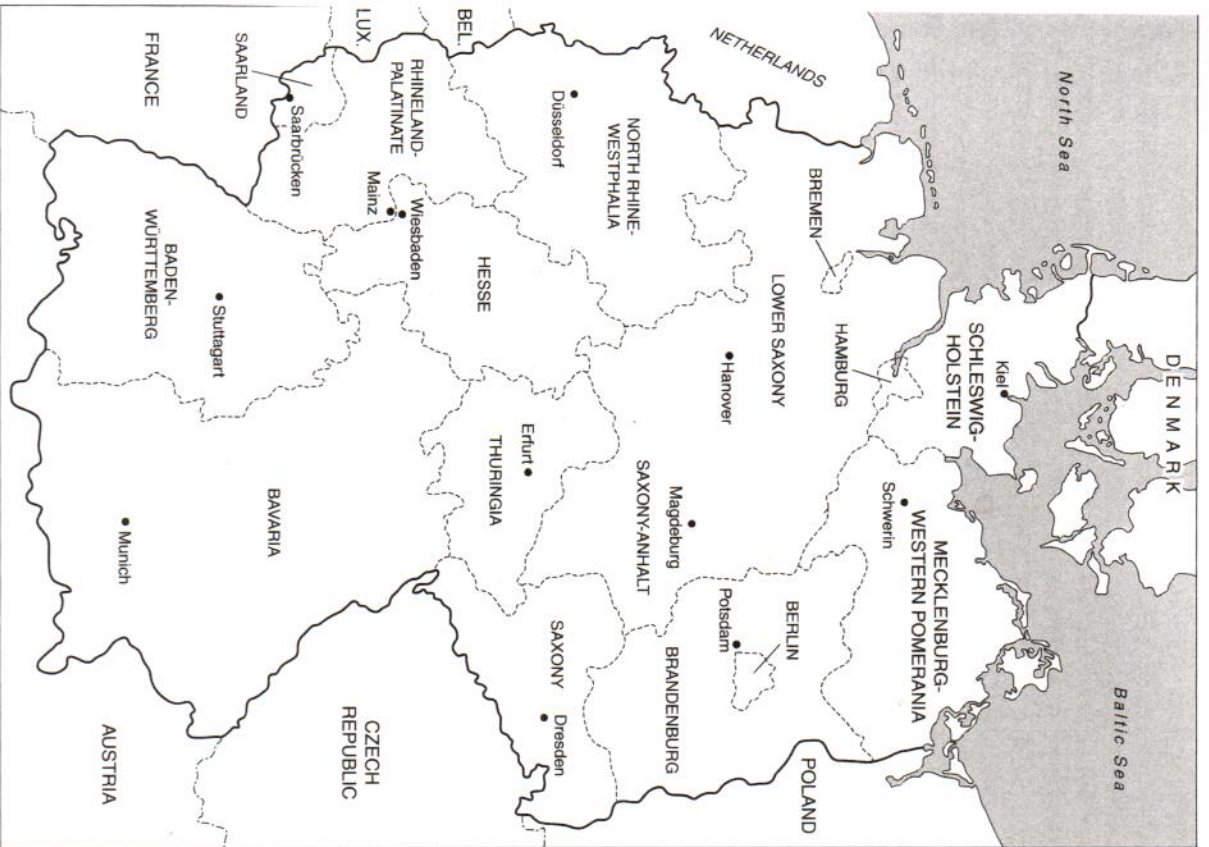 North Sea
DENMARK
Baltic Sea
Kiel
SCHLESWIG-
HOLSTEIN
NETHERLANDS
BREMEN
HAMBURG
Schwerin
MECKLENBURG-
WESTERN POMERANIA
LOWER SAXONY
Hanover
BERLIN
Potsdam
POLAND
NORTH RHINE-
WESTPHALIA
Düsseldorf
Magdeburg
SAXONY-ANHALT
BRANDENBURG
BEL.
HESSE
Erfurt
THURINGIA
SAXONY
Dresden
LUX.
RHINELAND-
PALATINATE
Wiesbaden
Mainz
SAARLAND
Saarbrücken
CZECH
REPUBLIC
FRANCE
Stuttagart
BADEN-
WÜRTTEMBERG
BAVARIA
Munich
AUSTRIA